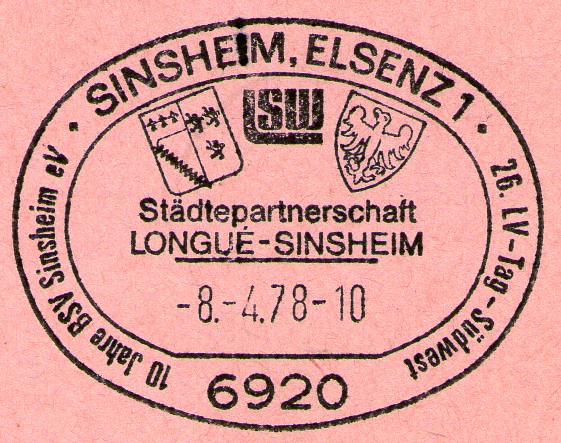 SINSHEIM, ELSENZ 1
LSW
Städtepartnerschaft
LONGUÉ-SINSHEIM
-8.-4.78-10
10 Jahre BSV Sinsheim eV
26. LV-Tag-Südwest
6920